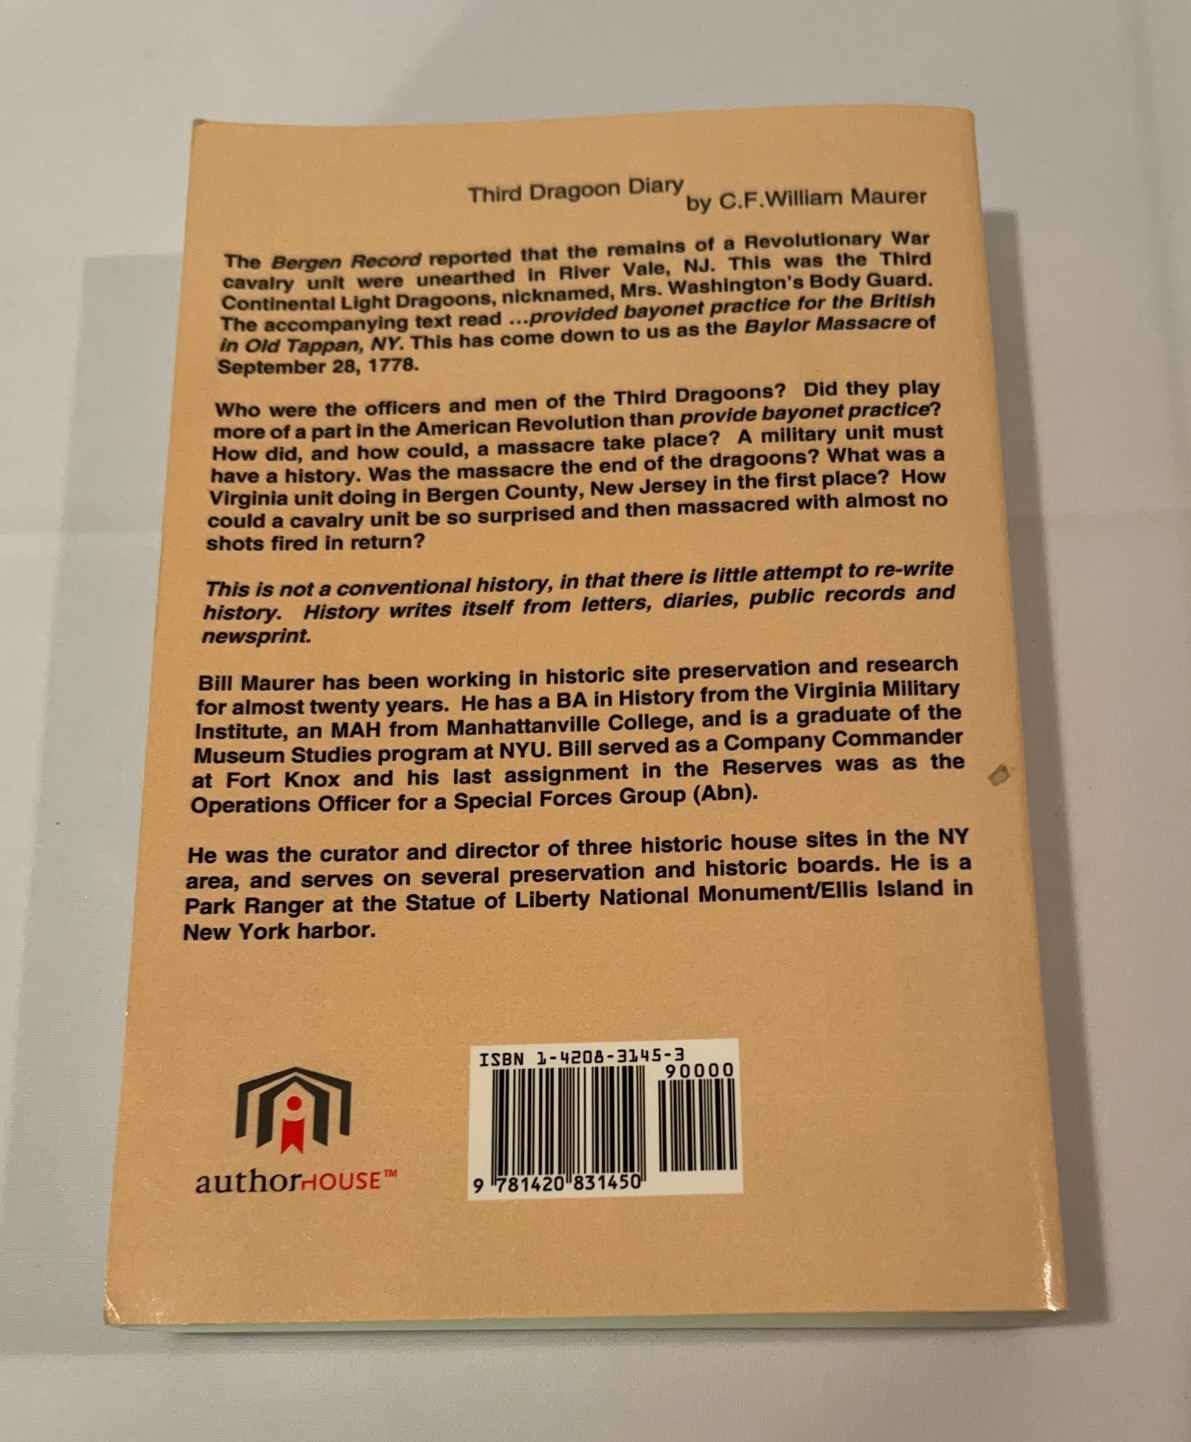 Third Dragoon Diary
by C.F.William Maurer
The Bergen Record reported that the remains of a Revolutionary War
cavalry unit were unearthed in River Vale, NJ. This was the Third
Continental Light Dragoons, nicknamed, Mrs. Washington's Body Guard.
The accompanying text read ...provided bayonet practice for the British
in Old Tappan, NY. This has come down to us as the Baylor Massacre of
September 28, 1778.
Who were the officers and men of the Third Dragoons? Did they play
more of a part in the American Revolution than provide bayonet practice?
How did, and how could, a massacre take place? A military unit must
have a history. Was the massacre the end of the dragoons? What was a
Virginia unit doing in Bergen County, New Jersey in the first place? How
could a cavalry unit be so surprised and then massacred with almost no
shots fired in return?
This is not a conventional history, in that there is little attempt to re-write
history. History writes itself from letters, diaries, public records and
newsprint.
Bill Maurer has been working in historic site preservation and research
for almost twenty years. He has a BA in History from the Virginia Military
Institute, an MAH from Manhattanville College, and is a graduate of the
Museum Studies program at NYU. Bill served as a Company Commander
at Fort Knox and his last assignment in the Reserves was as the
Operations Officer for a Special Forces Group (Abn).
He was the curator and director of three historic house sites in the NY
area, and serves on several preservation and historic boards. He is a
Park Ranger at the Statue of Liberty National Monument/Ellis Island in
New York harbor.
authorHOUSE™
ISBN 1-4208-3145-3
90000
9 781420 831450